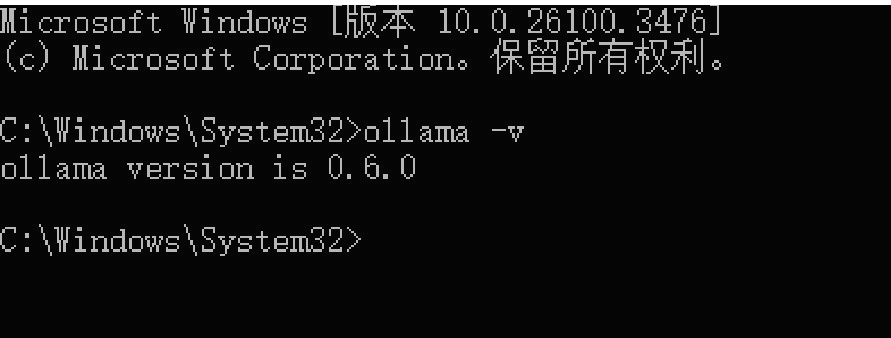 Microsoft Windows [版本 10.0.26100.3476]
(c) Microsoft Corporation。保留所有权利。
C:\Windows\System32>ollama -v
ollama version is 0.6.0
C:\Windows\System32>